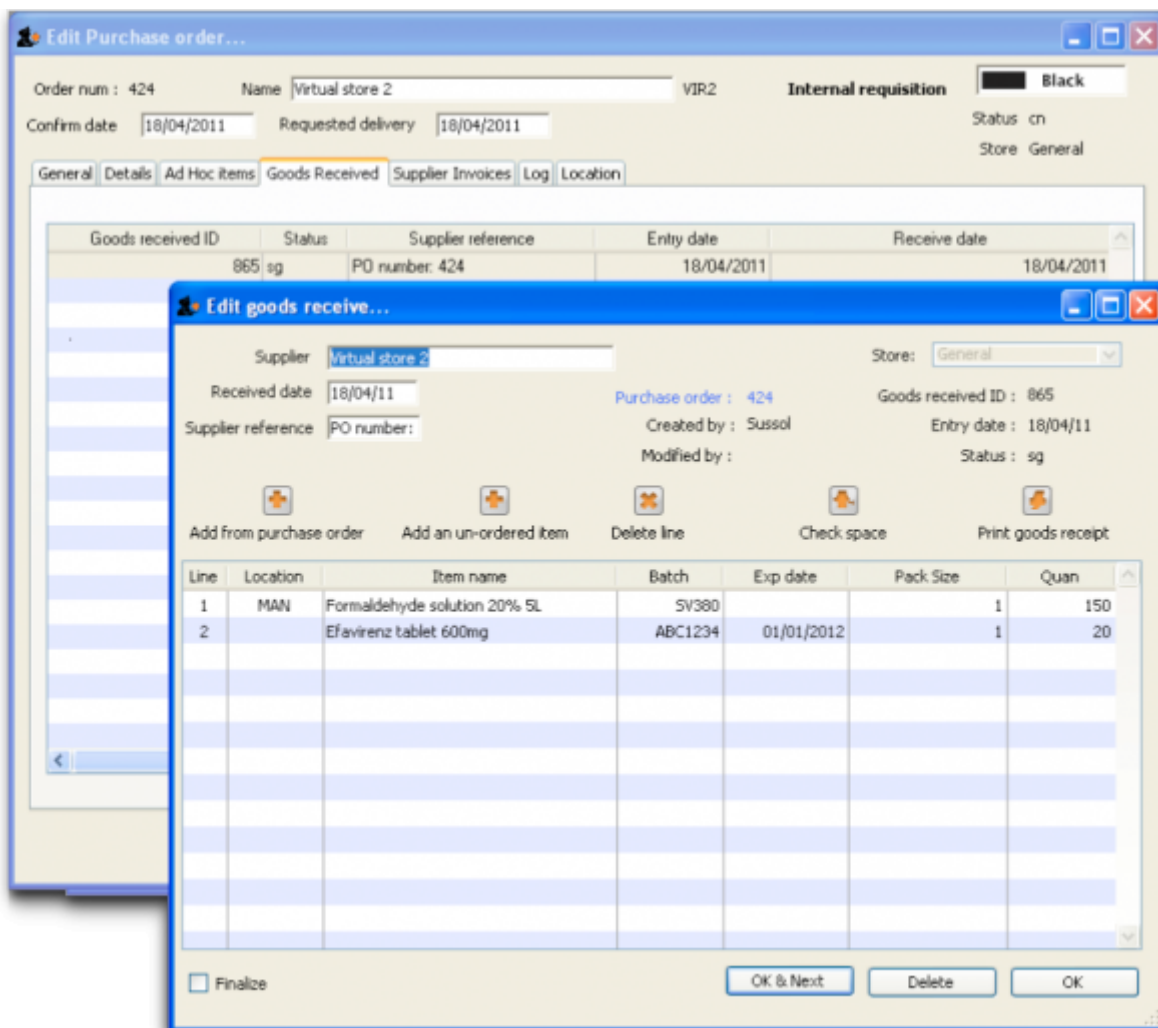 Edit Purchase order...
Order num : 424 Name Virtual store 2 VIR2 Internal requisition Black
Confirm date 18/04/2011 Requested delivery 18/04/2011 Status cn
Store General
General Details Ad Hoc items Goods Received Supplier Invoices Log Location
Goods received ID Status Supplier reference Entry date Receive date
865 sg PO number: 424 18/04/2011 18/04/2011
Edit goods receive...
Supplier Virtual store 2 Store: General
Received date 18/04/11 Purchase order : 424 Goods received ID : 865
Supplier reference PO number: Created by : Sussol Entry date : 18/04/11
Modified by : Status : sg
Add from purchase order Add an un-ordered item Delete line Check space Print goods receipt
Line Location Item name Batch Exp date Pack Size Quan
1 MAN Formaldehyde solution 20% 5L SV380 1 150
2 Efavirenz tablet 600mg ABC1234 01/01/2012 1 20
Finalize OK & Next Delete OK